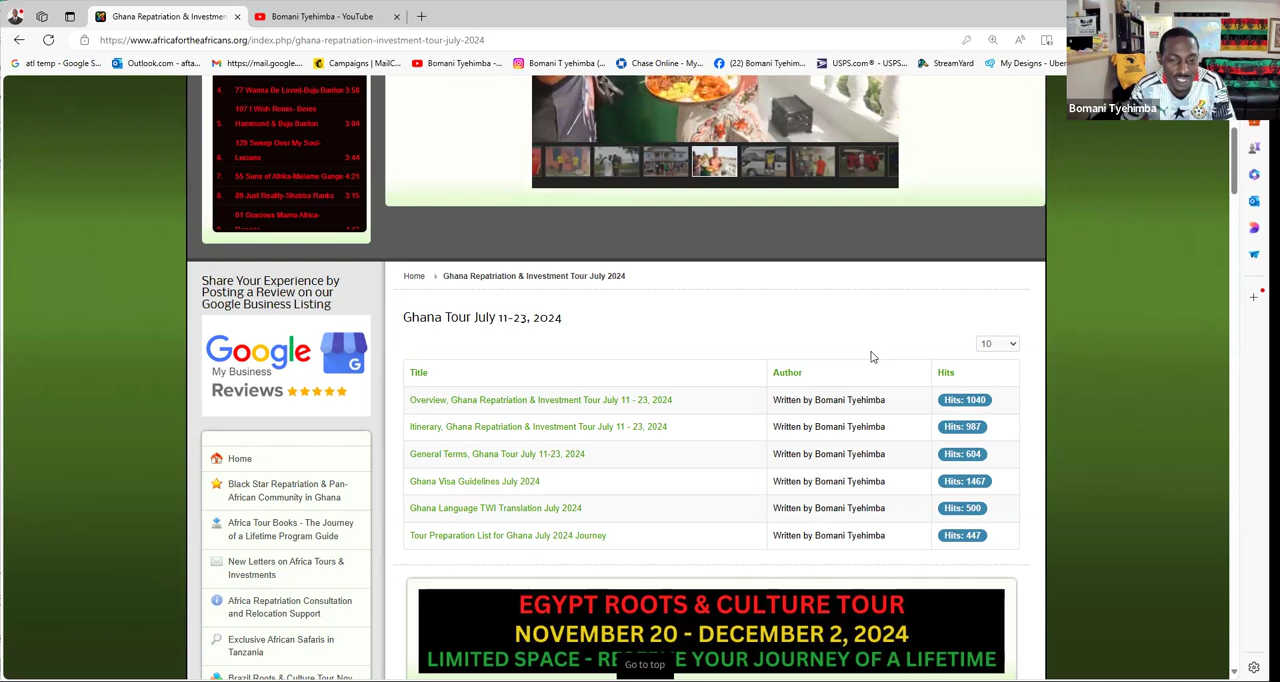 Ghana Repatriation & Investmen
Bomani Tyehimba - YouTube
https://www.africafortheafricans.org/index.php/ghana-repatriation-investment-tour-july-2024
atl temp - Google S...
Outlook.com - afta...
https://mail.google...
Campaigns | MailC...
Bomani Tyehimba -...
Bomani T yehimba (...
Chase Online - My...
(22) Bomani Tyehim...
USPS.com® - USPS...
StreamYard
My Designs - Uber
Bomani Tyehimba
4. 77 Wanna Be Loved-Buju Banton 3:58
107 I Wish Remix- Beres
5. Hammond & Buju Banton 3:04
129 Sweep Over My Soul-
6. Luciano 3:44
7. 55 Suns of Afrika-Melame Gange 4:21
8. 89 Just Reality-Shabba Ranks 3:15
01 Gracious Mama Africa-
Share Your Experience by
Posting a Review on our
Google Business Listing
Google
My Business
Reviews
Home
Black Star Repatriation & Pan-
African Community in Ghana
Africa Tour Books - The Journey
of a Lifetime Program Guide
New Letters on Africa Tours &
Investments
Africa Repatriation Consultation
and Relocation Support
Exclusive African Safaris in
Tanzania
Brazil Roots & Culture Tour Nov
Home Ghana Repatriation & Investment Tour July 2024
Ghana Tour July 11-23, 2024
10
Title Author Hits
Overview, Ghana Repatriation & Investment Tour July 11 - 23, 2024 Written by Bomani Tyehimba Hits: 1040
Itinerary, Ghana Repatriation & Investment Tour July 11 - 23, 2024 Written by Bomani Tyehimba Hits: 987
General Terms, Ghana Tour July 11-23, 2024 Written by Bomani Tyehimba Hits: 604
Ghana Visa Guidelines July 2024 Written by Bomani Tyehimba Hits: 1467
Ghana Language TWI Translation July 2024 Written by Bomani Tyehimba Hits: 500
Tour Preparation List for Ghana July 2024 Journey Written by Bomani Tyehimba Hits: 447
EGYPT ROOTS & CULTURE TOUR
NOVEMBER 20 - DECEMBER 2, 2024
LIMITED SPACE - YOUR JOURNEY OF A LIFETIME
Go to top